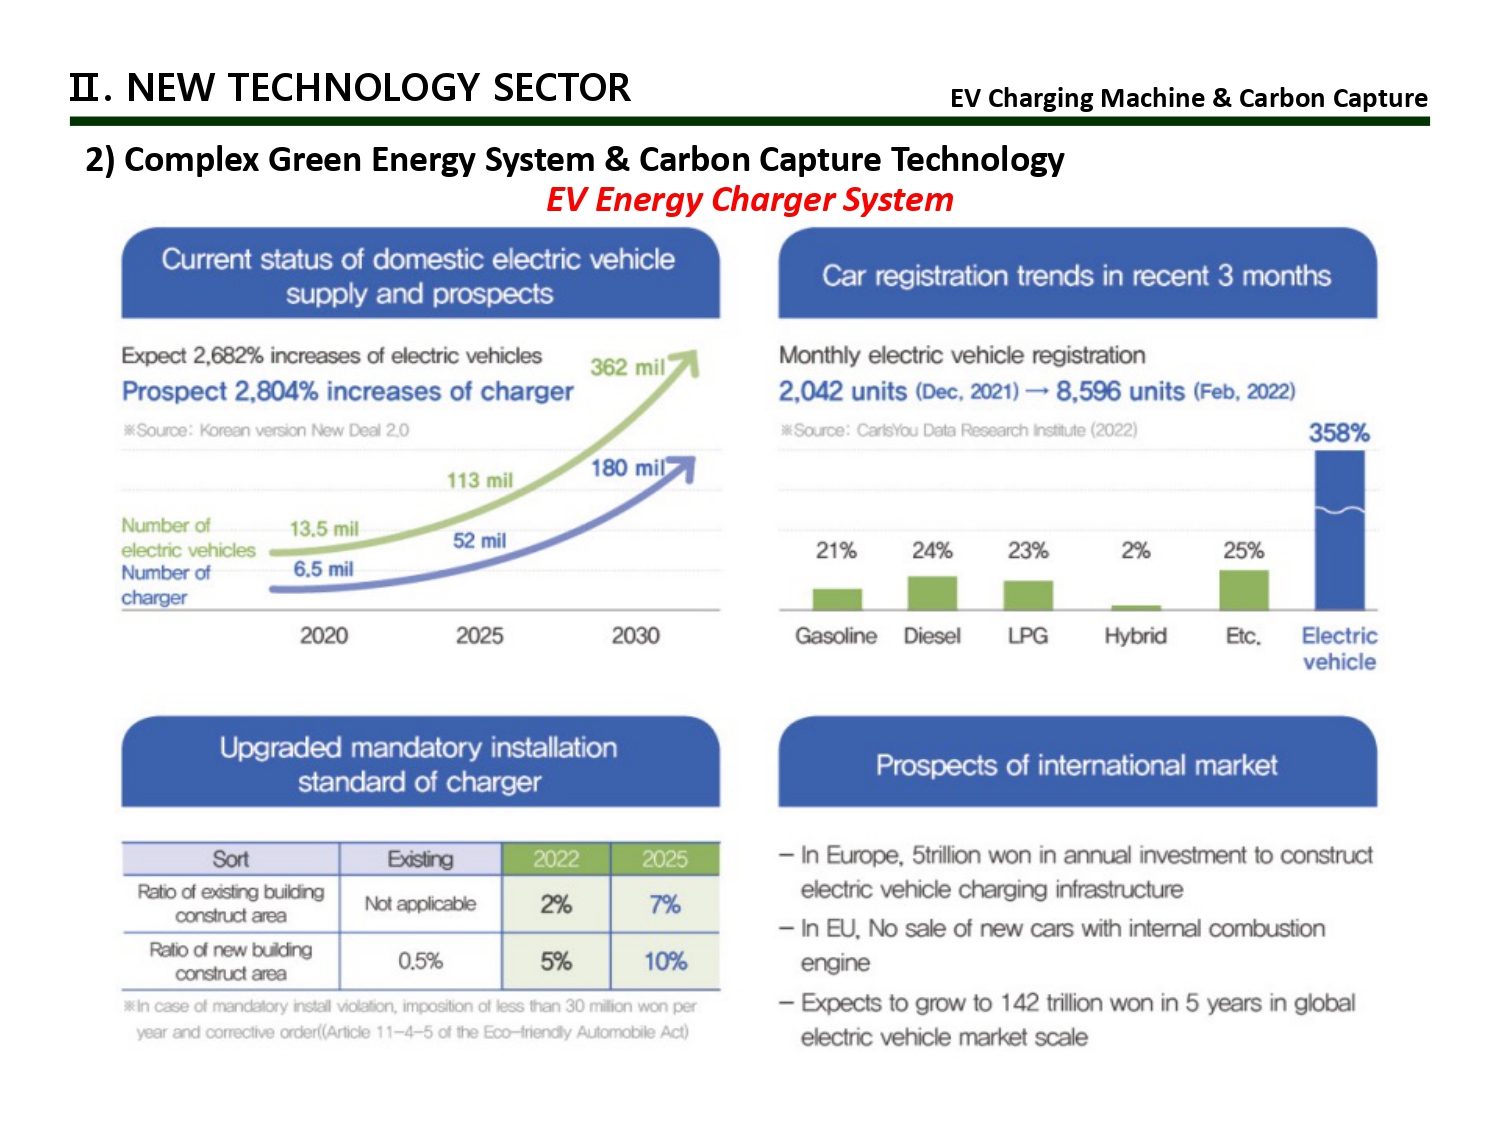 Ⅱ. NEW TECHNOLOGY SECTOR
EV Charging Machine & Carbon Capture
2) Complex Green Energy System & Carbon Capture Technology
EV Energy Charger System
Current status of domestic electric vehicle
supply and prospects
Expect 2,682% increases of electric vehicles
Prospect 2,804% increases of charger
※Source: Korean version New Deal 2,0
362 mil
180 mil
113 mil
52 mil
13.5 mil
6.5 mil
Number of
electric vehicles
Number of
charger
2020 2025 2030
Car registration trends in recent 3 months
Monthly electric vehicle registration
2,042 units (Dec, 2021) → 8,596 units (Feb, 2022)
※Source: CarIsYou Data Research Institute (2022)
358%
21% 24% 23% 2% 25%
Gasoline Diesel LPG Hybrid Etc. Electric
vehicle
Upgraded mandatory installation
standard of charger
Sort Existing 2022 2025
Ratio of existing building
construct area
Not applicable 2% 7%
Ratio of new building
construct area
0.5% 5% 10%
※In case of mandatory install violation, imposition of less than 30 million won per
year and corrective order((Article 11-4-5 of the Eco-friendly Automobile Act)
Prospects of international market
– In Europe, 5trillion won in annual investment to construct
electric vehicle charging infrastructure
– In EU, No sale of new cars with internal combustion
engine
– Expects to grow to 142 trillion won in 5 years in global
electric vehicle market scale